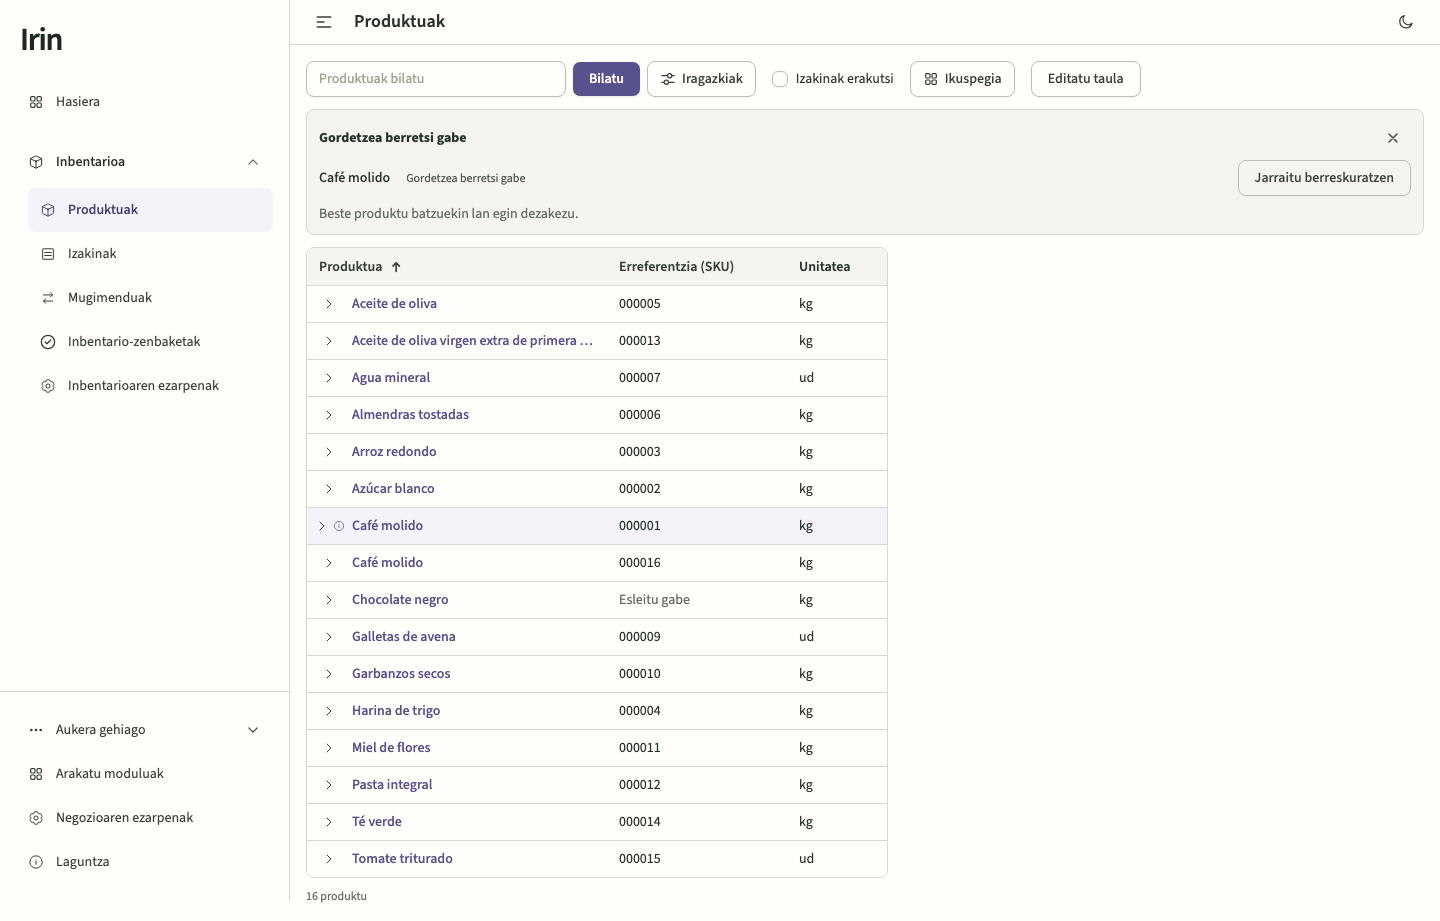 Irin
Hasiera
Inbentarioa
Produktuak
Izakinak
Mugimenduak
Inbentario-zenbaketak
Inbentarioaren ezarpenak
Aukera gehiago
Arakatu moduluak
Negozioaren ezarpenak
Laguntza
Produktuak
Produktuak bilatu
Bilatu
Iragazkiak
Izakinak erakutsi
Ikuspegia
Editatu taula
Gordetzea berretsi gabe
Café molido Gordetzea berretsi gabe
Jarraitu berreskuratzen
Beste produktu batzuekin lan egin dezakezu.
Produktua Erreferentzia (SKU) Unitatea
Aceite de oliva 000005 kg
Aceite de oliva virgen extra de primera ... 000013 kg
Agua mineral 000007 ud
Almendras tostadas 000006 kg
Arroz redondo 000003 kg
Azúcar blanco 000002 kg
Café molido 000001 kg
Café molido 000016 kg
Chocolate negro Esleitu gabe kg
Galletas de avena 000009 ud
Garbanzos secos 000010 kg
Harina de trigo 000004 kg
Miel de flores 000011 kg
Pasta integral 000012 kg
Té verde 000014 kg
Tomate triturado 000015 ud
16 produktu